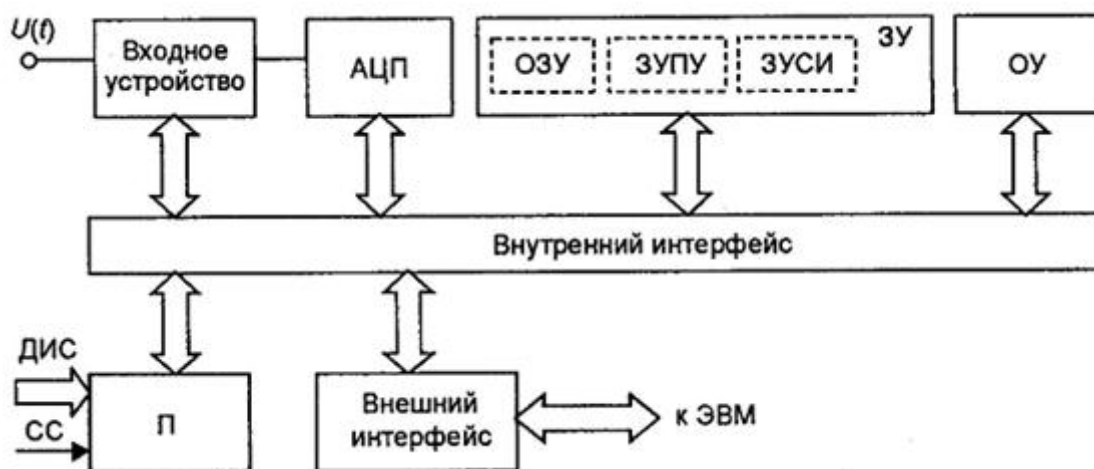 U(t)
Входное
устройство
АЦП
ОЗУ
ЗУПУ
ЗУСИ
ЗУ
ОУ
Внутренний интерфейс
ДИС
СС
П
Внешний
интерфейс
к ЭВМ